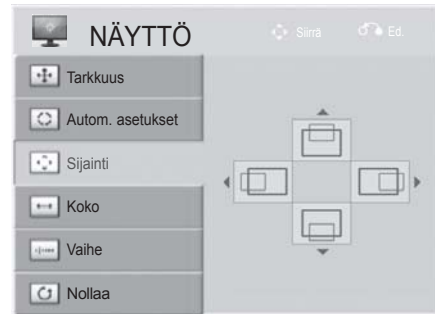 NÄYTTÖ
Siirrä Ed.
Tarkkuus
Autom. asetukset
Sijainti
Koko
Vaihe
Nollaa